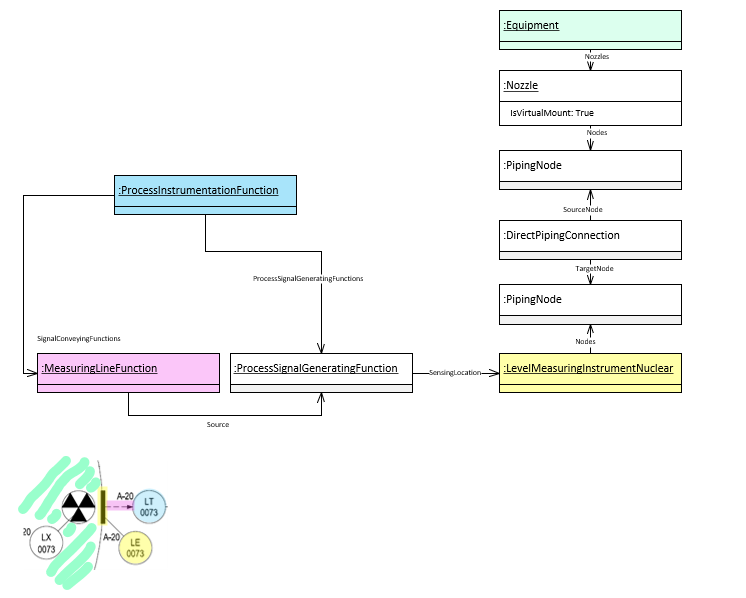 :Equipment
Nozzles
:Nozzle
IsVirtualMount: True
Nodes
:PipingNode
SourceNode
:DirectPipingConnection
TargetNode
:PipingNode
Nodes
:ProcessInstrumentationFunction
ProcessSignalGeneratingFunctions
SignalConveyingFunctions
:MeasuringLineFunction
:ProcessSignalGeneratingFunction
SensingLocation
:LevelMeasuringInstrumentNuclear
Source
A-20
LT
0073
20
LX
0073
A-20
LE
0073